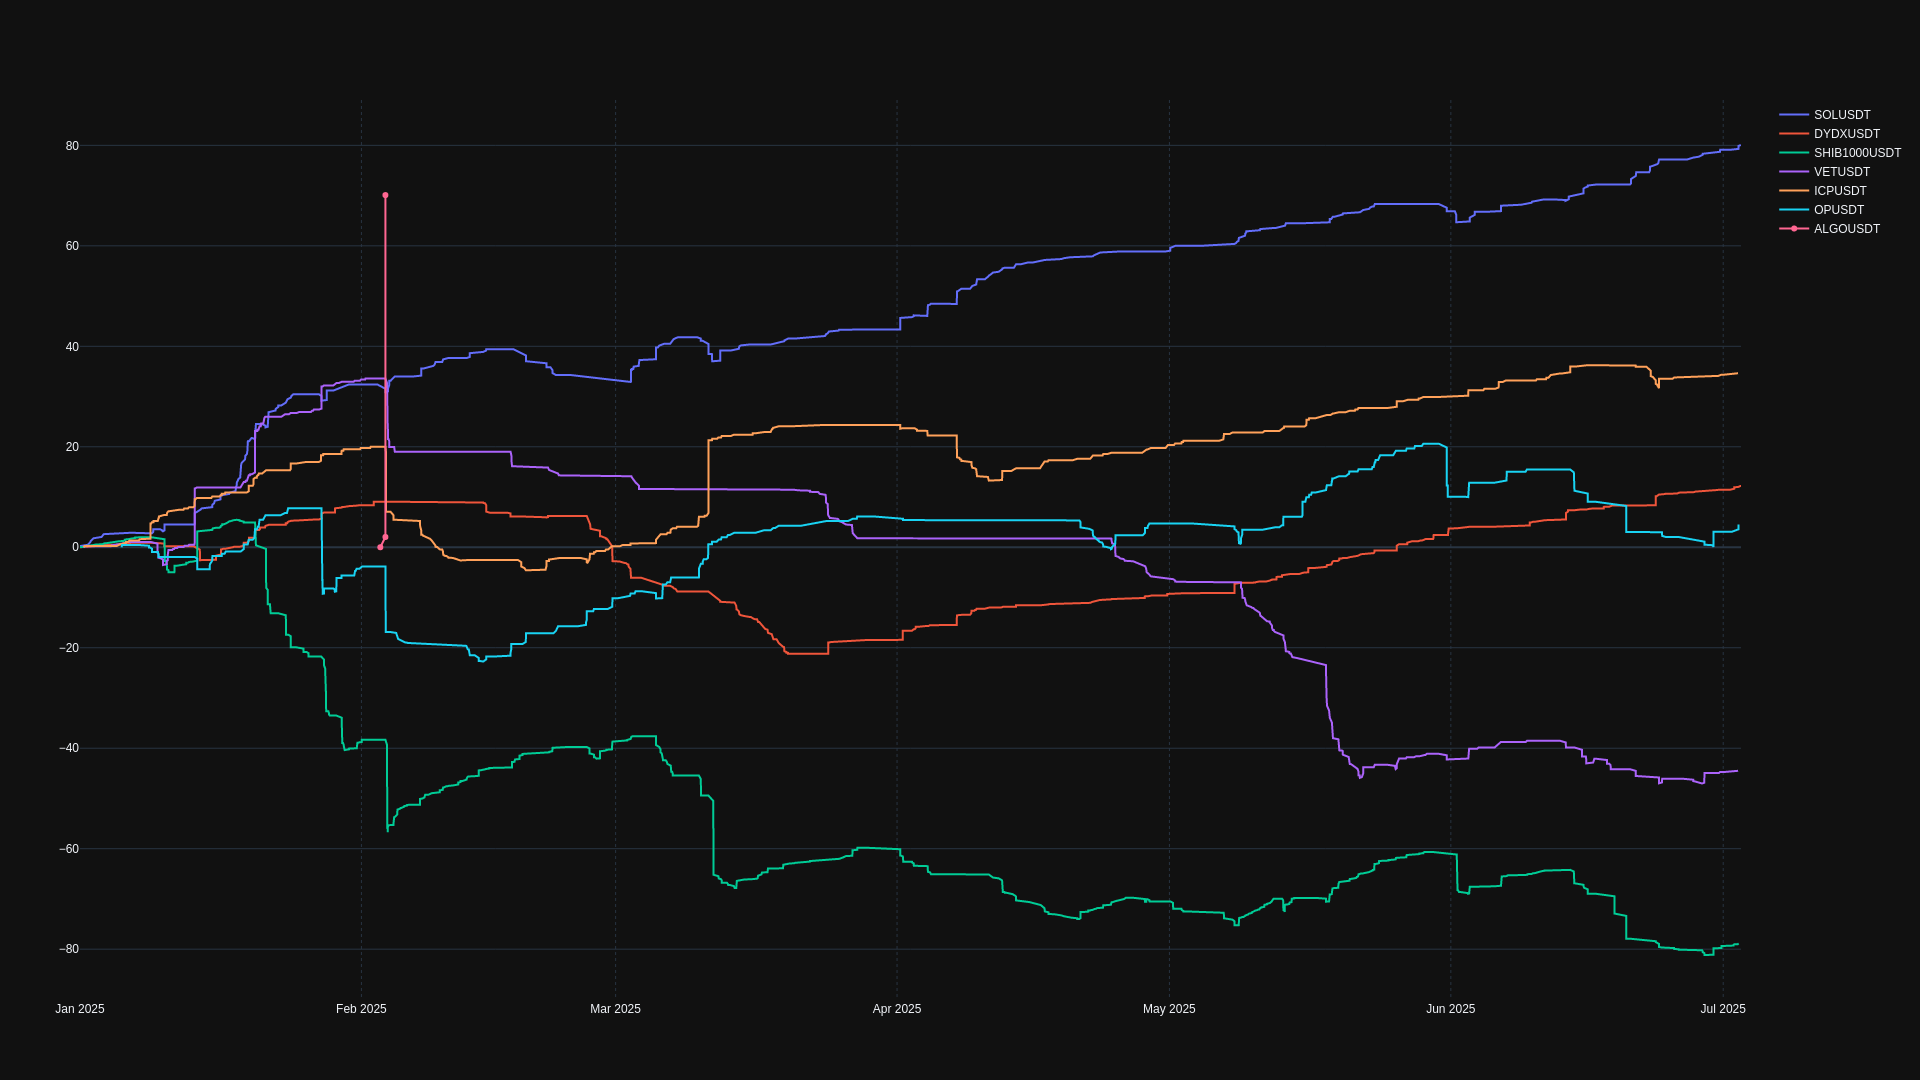 SOLUSDT
DYDXUSDT
SHIB1000USDT
VETUSDT
ICPUSDT
OPUSDT
ALGOUSDT
80
60
40
20
0
−20
−40
−60
−80
Jan 2025 Feb 2025 Mar 2025 Apr 2025 May 2025 Jun 2025 Jul 2025